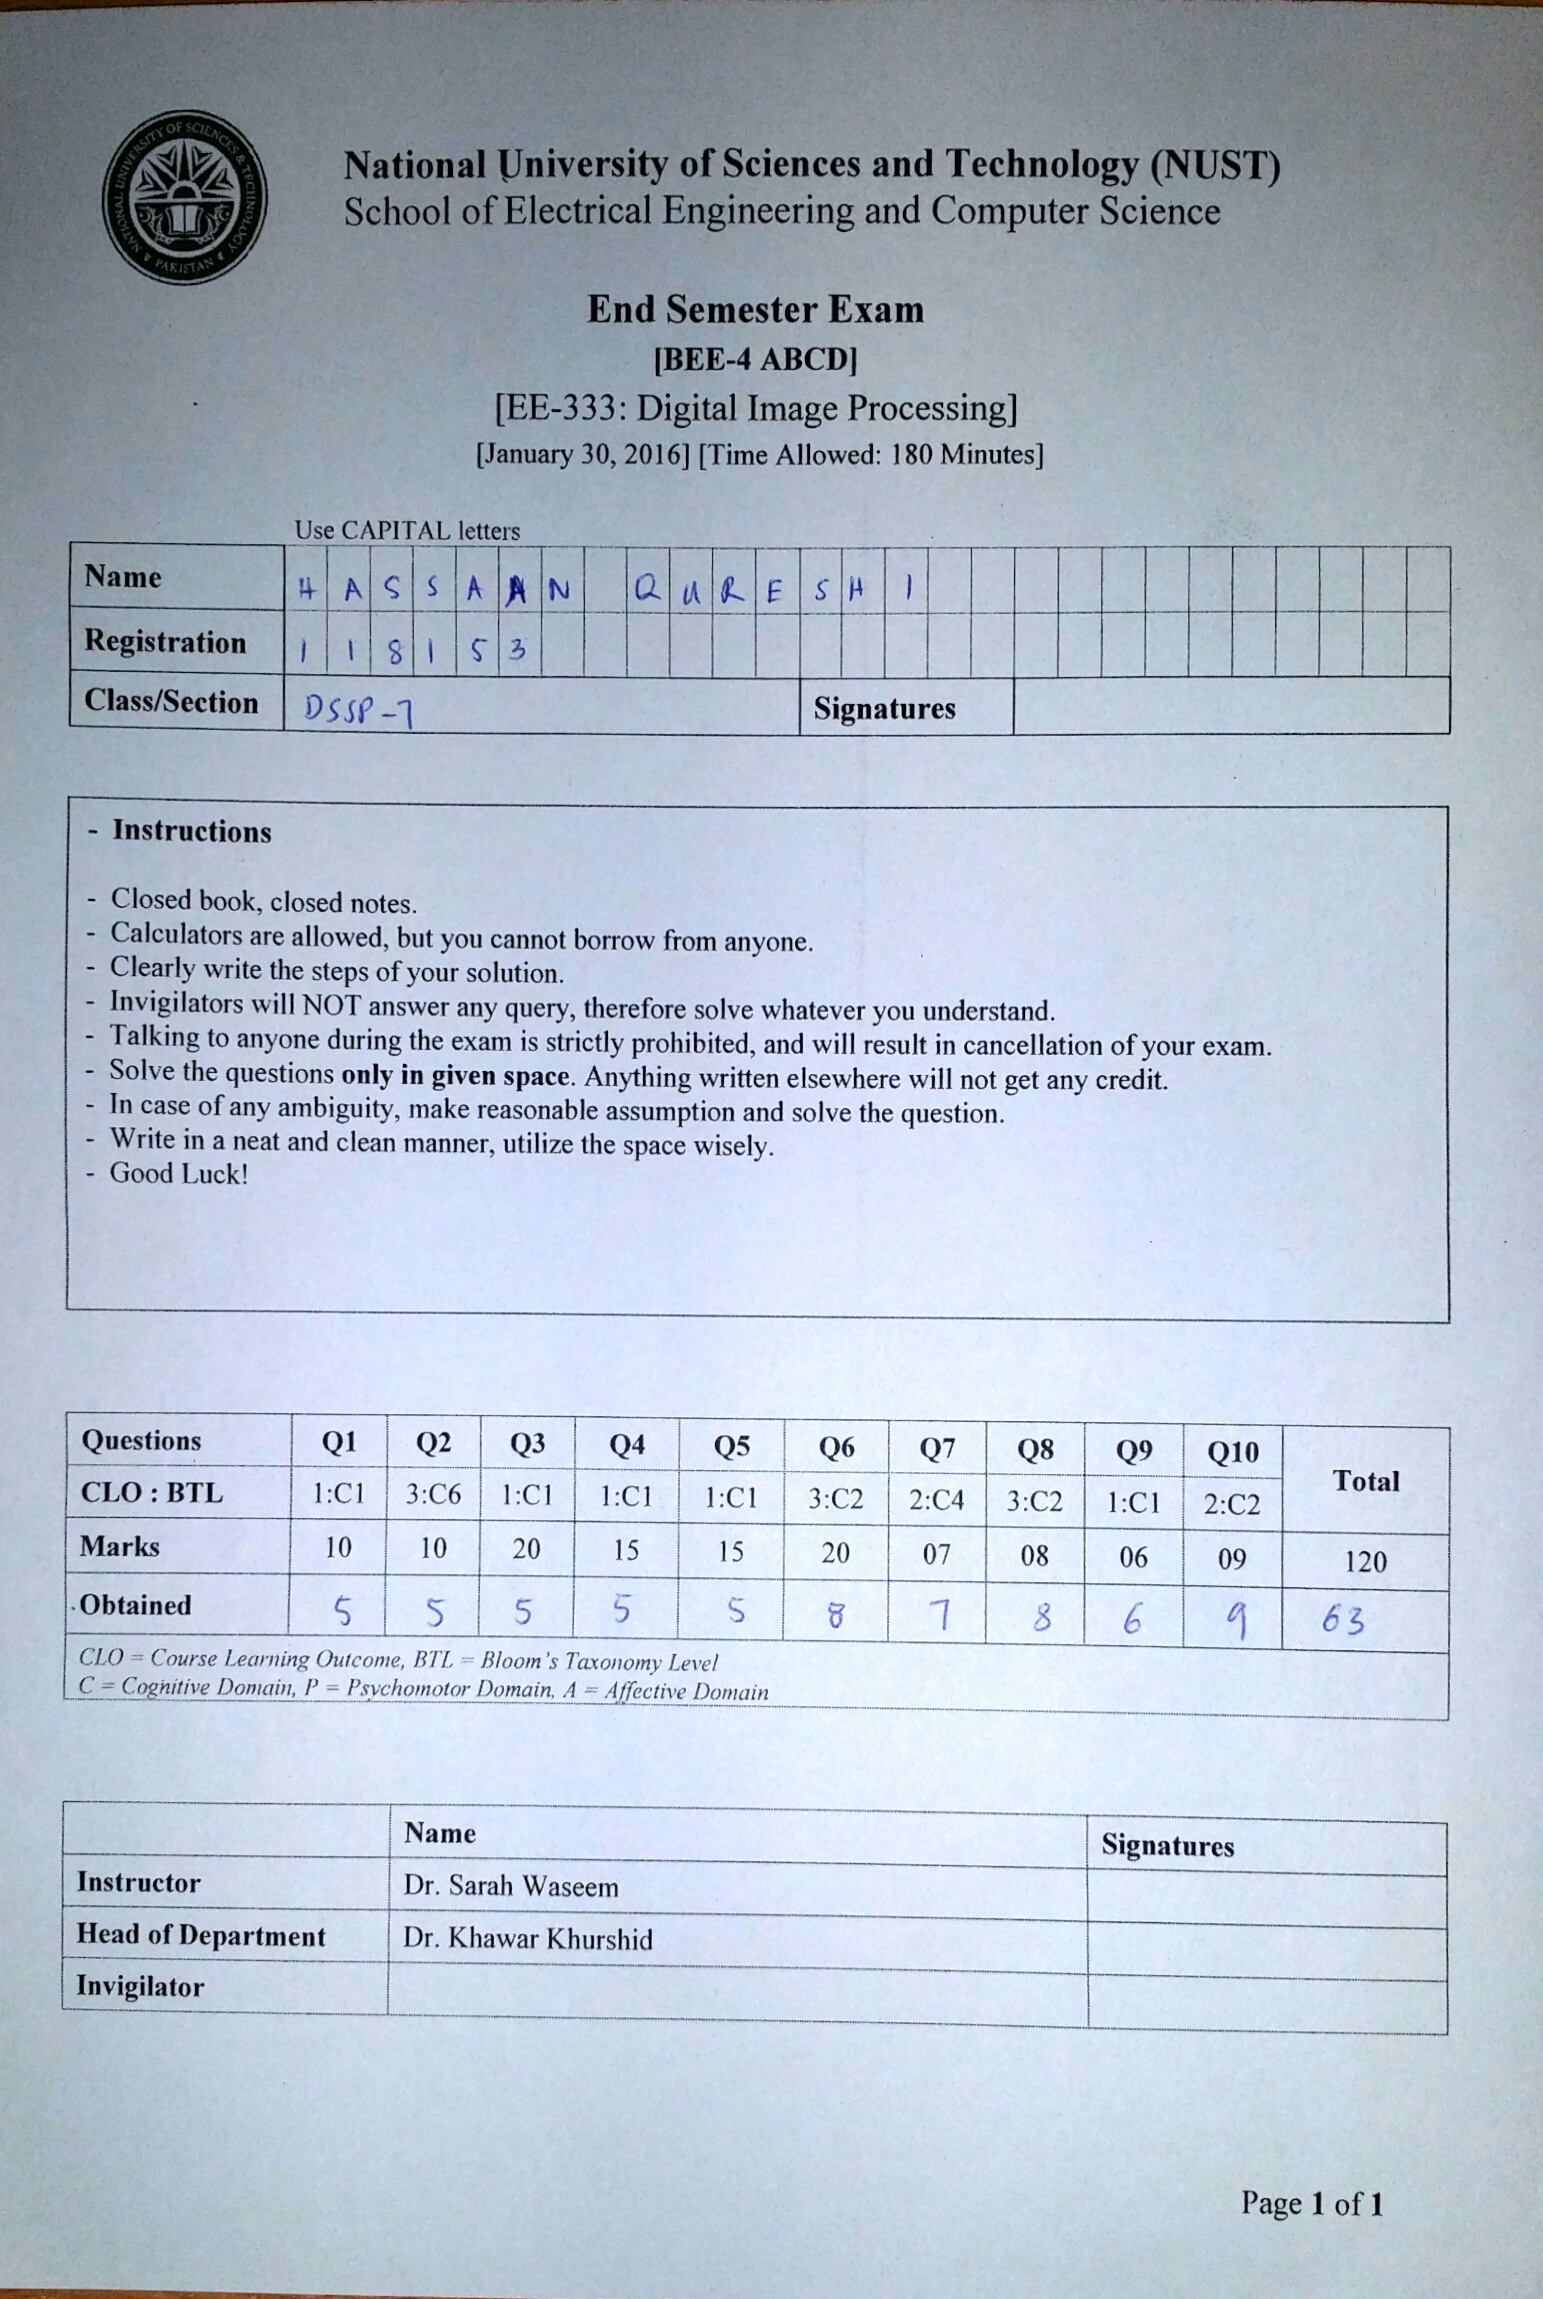 NATIONAL UNIVERSITY OF SCIENCES & TECHNOLOGY
PAKISTAN
National University of Sciences and Technology (NUST)
School of Electrical Engineering and Computer Science
End Semester Exam
[BEE-4 ABCD]
[EE-333: Digital Image Processing]
[January 30, 2016] [Time Allowed: 180 Minutes]
Use CAPITAL letters
Name H A S S A A N Q U R E S H I
Registration 1 1 8 1 5 3
Class/Section DSSP-7 Signatures
- Instructions
- Closed book, closed notes.
- Calculators are allowed, but you cannot borrow from anyone.
- Clearly write the steps of your solution.
- Invigilators will NOT answer any query, therefore solve whatever you understand.
- Talking to anyone during the exam is strictly prohibited, and will result in cancellation of your exam.
- Solve the questions only in given space. Anything written elsewhere will not get any credit.
- In case of any ambiguity, make reasonable assumption and solve the question.
- Write in a neat and clean manner, utilize the space wisely.
- Good Luck!
Questions Q1 Q2 Q3 Q4 Q5 Q6 Q7 Q8 Q9 Q10 Total
CLO : BTL 1:C1 3:C6 1:C1 1:C1 1:C1 3:C2 2:C4 3:C2 1:C1 2:C2
Marks 10 10 20 15 15 20 07 08 06 09 120
Obtained 5 5 5 5 5 8 7 8 6 9 63
CLO = Course Learning Outcome, BTL = Bloom's Taxonomy Level
C = Cognitive Domain, P = Psychomotor Domain, A = Affective Domain
Name Signatures
Instructor Dr. Sarah Waseem
Head of Department Dr. Khawar Khurshid
Invigilator
Page 1 of 1